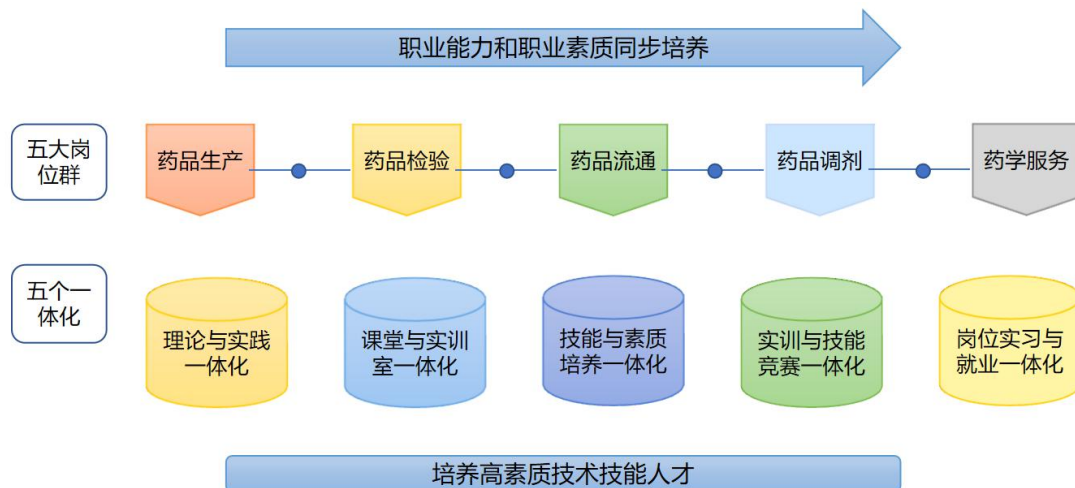 职业能力和职业素质同步培养
五大岗
位群
药品生产
药品检验
药品流通
药品调剂
药学服务
五个一
体化
理论与实践
一体化
课堂与实训
室一体化
技能与素质
培养一体化
实训与技能
竞赛一体化
岗位实习与
就业一体化
培养高素质技术技能人才